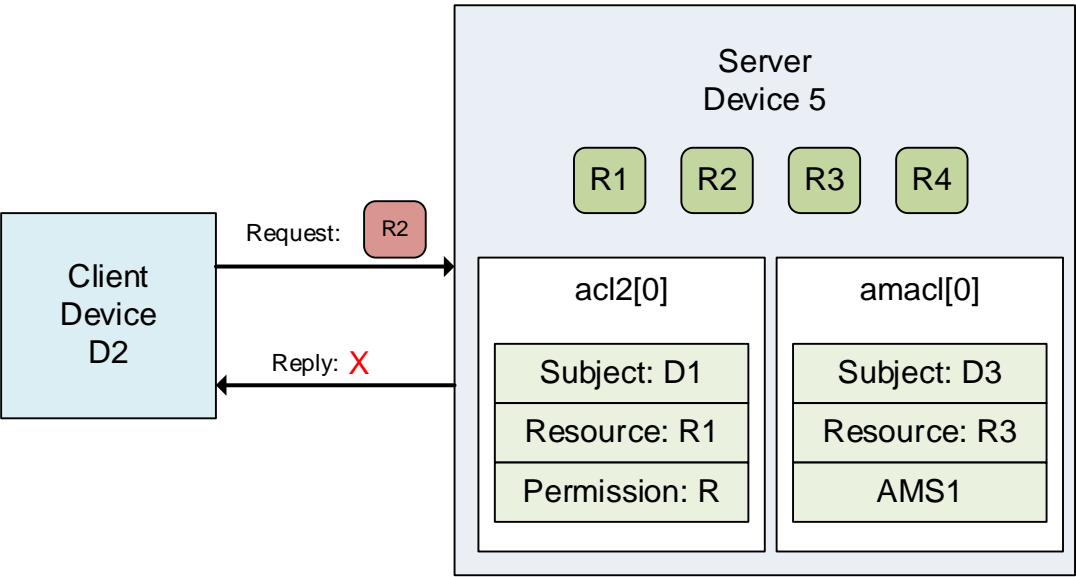 Server
Device 5
R1 R2 R3 R4
Request: R2
Client
Device
D2
Reply: X
acl2[0]
Subject: D1
Resource: R1
Permission: R
amacl[0]
Subject: D3
Resource: R3
AMS1